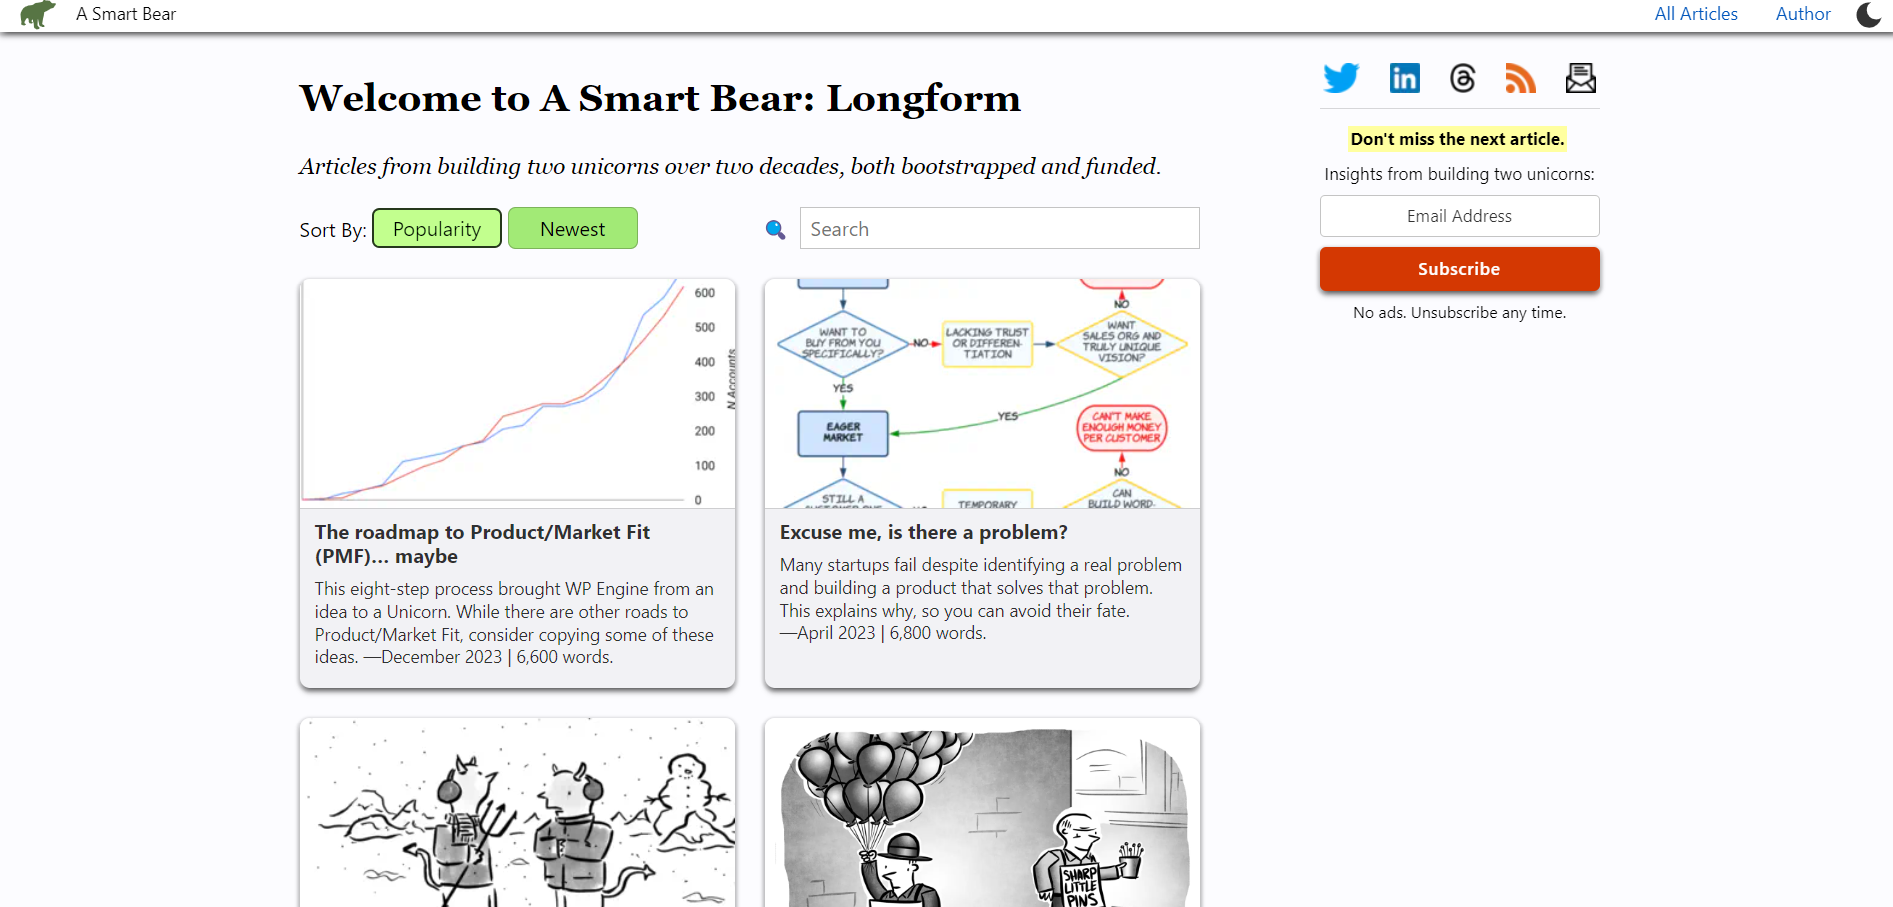 A Smart Bear
All Articles
Author
Welcome to A Smart Bear: Longform
Articles from building two unicorns over two decades, both bootstrapped and funded.
Sort By:
Popularity
Newest
Search
600
500
400
300
200
100
0
N Accounts
The roadmap to Product/Market Fit
(PMF)… maybe
This eight-step process brought WP Engine from an
idea to a Unicorn. While there are other roads to
Product/Market Fit, consider copying some of these
ideas. —December 2023 | 6,600 words.
NO
WANT TO
BUY FROM YOU
SPECIFICALLY?
NO
LACKING TRUST
OR DIFFEREN-
TIATION
WANT
SALES ORG AND
TRULY UNIQUE
VISION?
YES
YES
EAGER
MARKET
CAN'T MAKE
ENOUGH MONEY
PER CUSTOMER
NO
STILL A
TEMPORARY
CAN
BUILD WORD-
Excuse me, is there a problem?
Many startups fail despite identifying a real problem
and building a product that solves that problem.
This explains why, so you can avoid their fate.
—April 2023 | 6,800 words.
SHARP
LITTLE
PINS
in
Don't miss the next article.
Insights from building two unicorns:
Email Address
Subscribe
No ads. Unsubscribe any time.